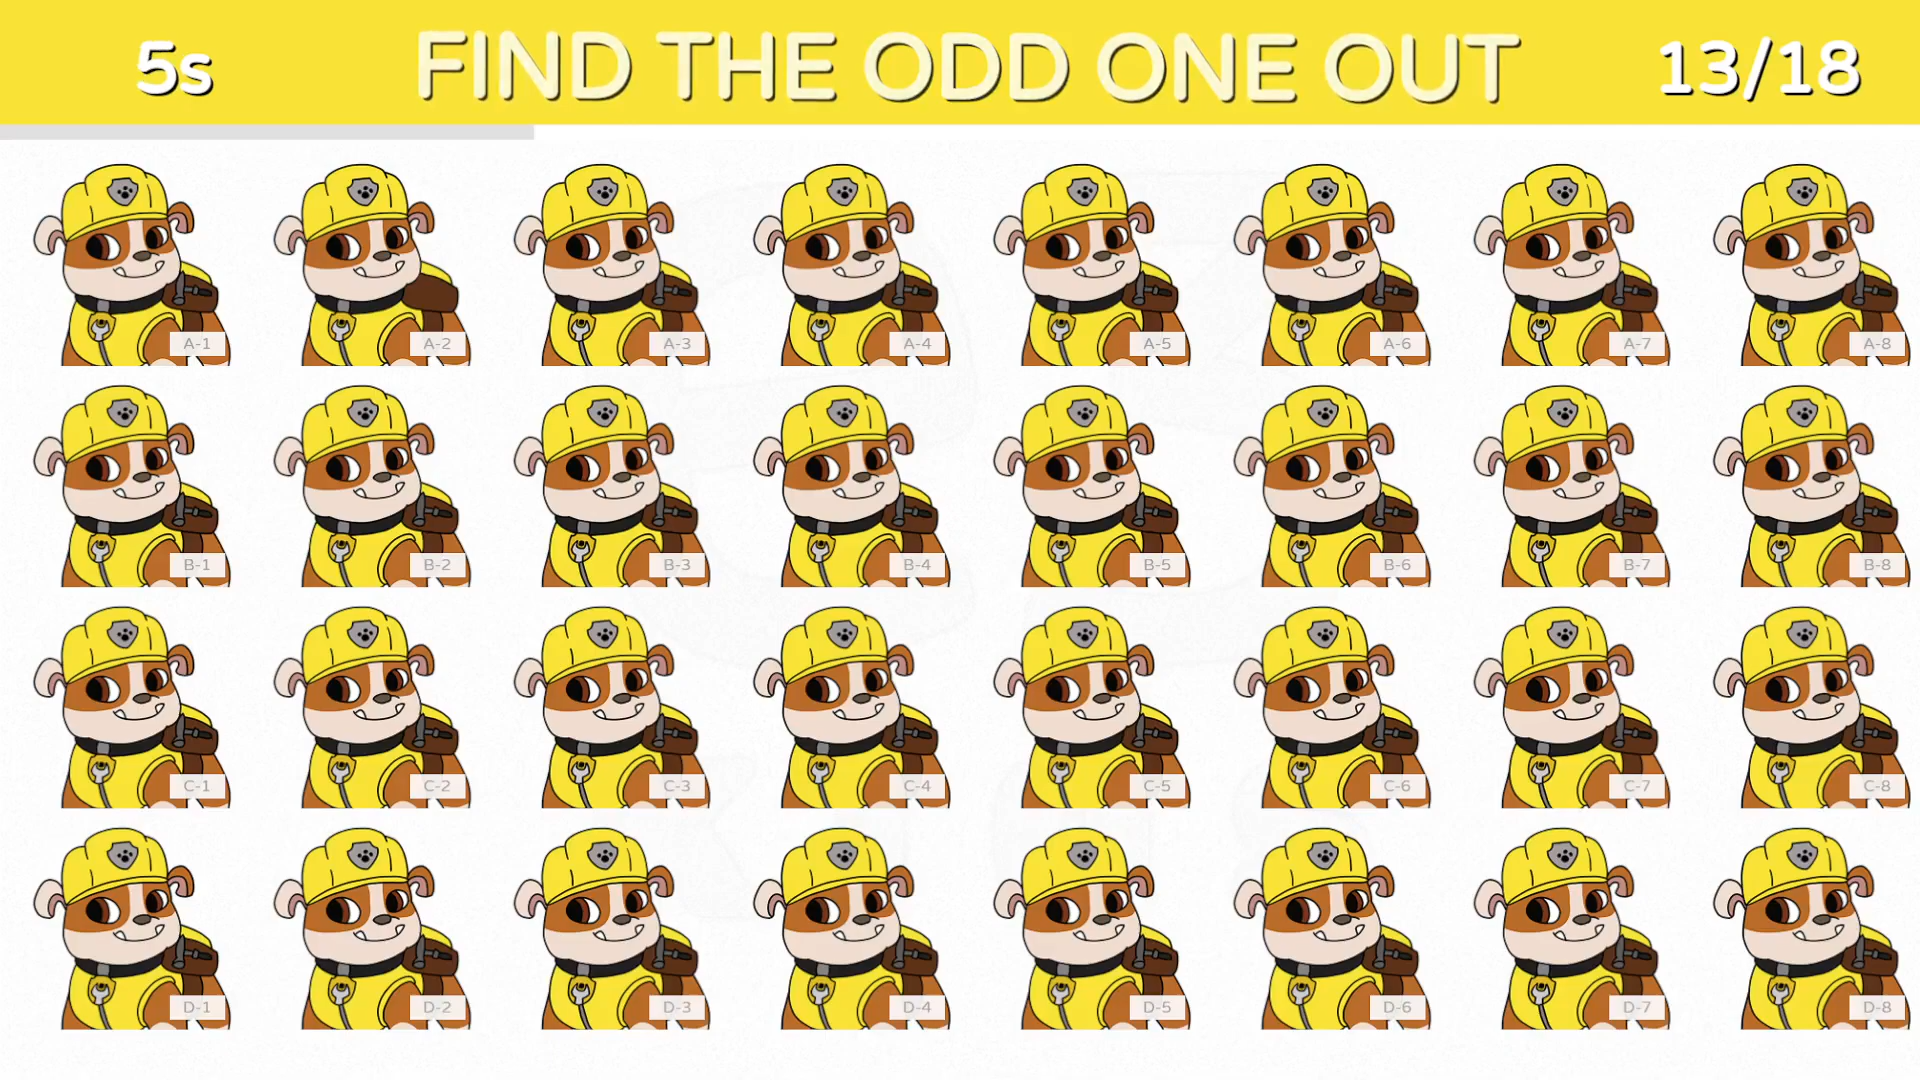 5s FIND THE ODD ONE OUT 13/18
A-1 A-2 A-3 A-4 A-5 A-6 A-7 A-8
B-1 B-2 B-3 B-4 B-5 B-6 B-7 B-8
C-1 C-2 C-3 C-4 C-5 C-6 C-7 C-8
D-1 D-2 D-3 D-4 D-5 D-6 D-7 D-8